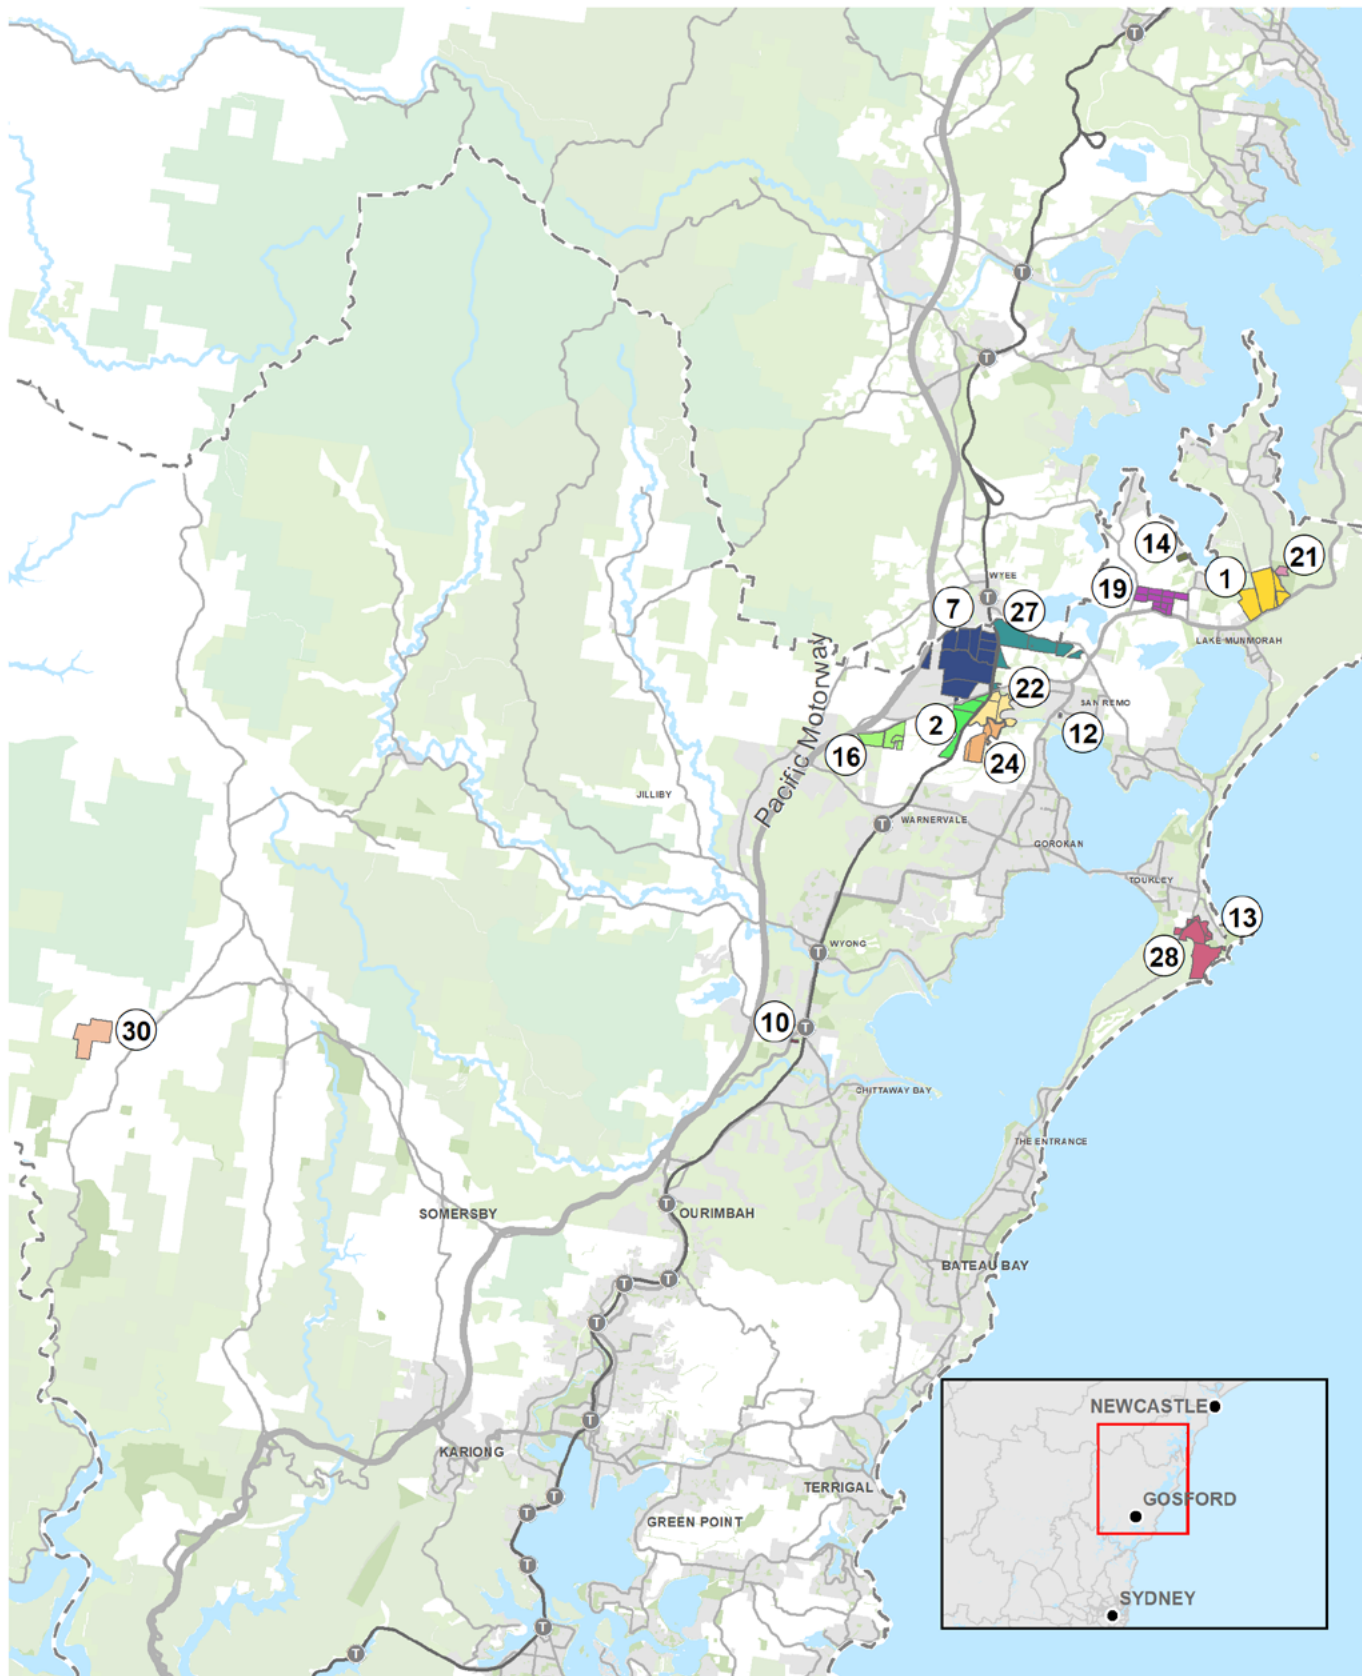 T
T
T
14
21
1
19
WYEE
T
7
27
LAKE MUNMORAH
22
SAN REMO
2
12
16
24
Pacific Motorway
JILLIBY
T
WARNERVALE
GOROKAN
TOUKLEY
13
WYONG
T
28
10
T
30
CHITTAWAY BAY
THE ENTRANCE
T
SOMERSBY
OURIMBAH
BATEAU BAY
T
T
T
NEWCASTLE
T
KARIONG
TERRIGAL
GOSFORD
T
T
GREEN POINT
T
SYDNEY
T
T